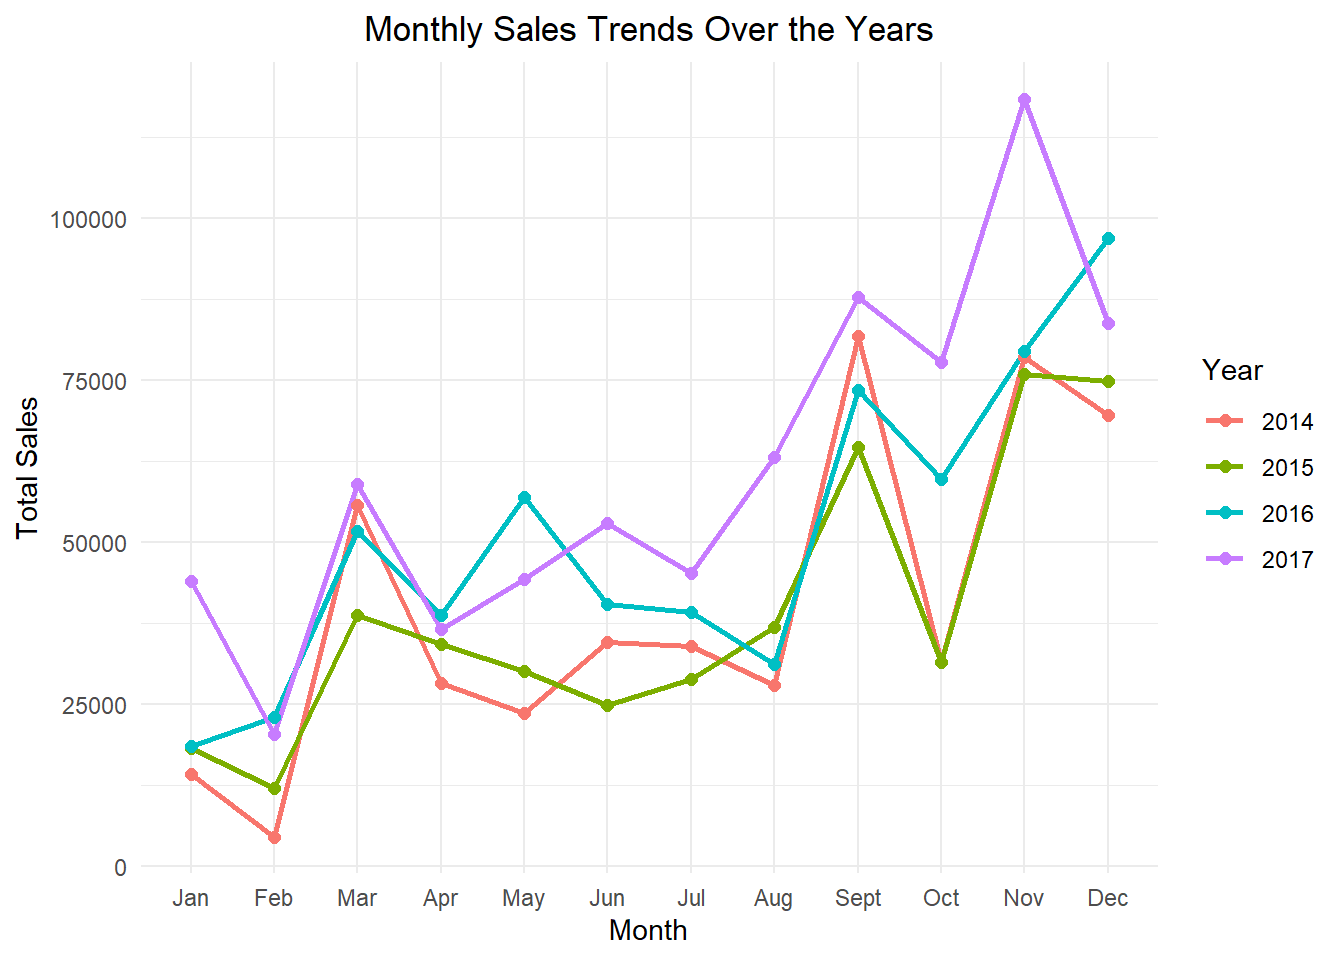 Monthly Sales Trends Over the Years
Total Sales
100000
75000
50000
25000
0
Jan Feb Mar Apr May Jun Jul Aug Sept Oct Nov Dec
Month
Year
2014
2015
2016
2017